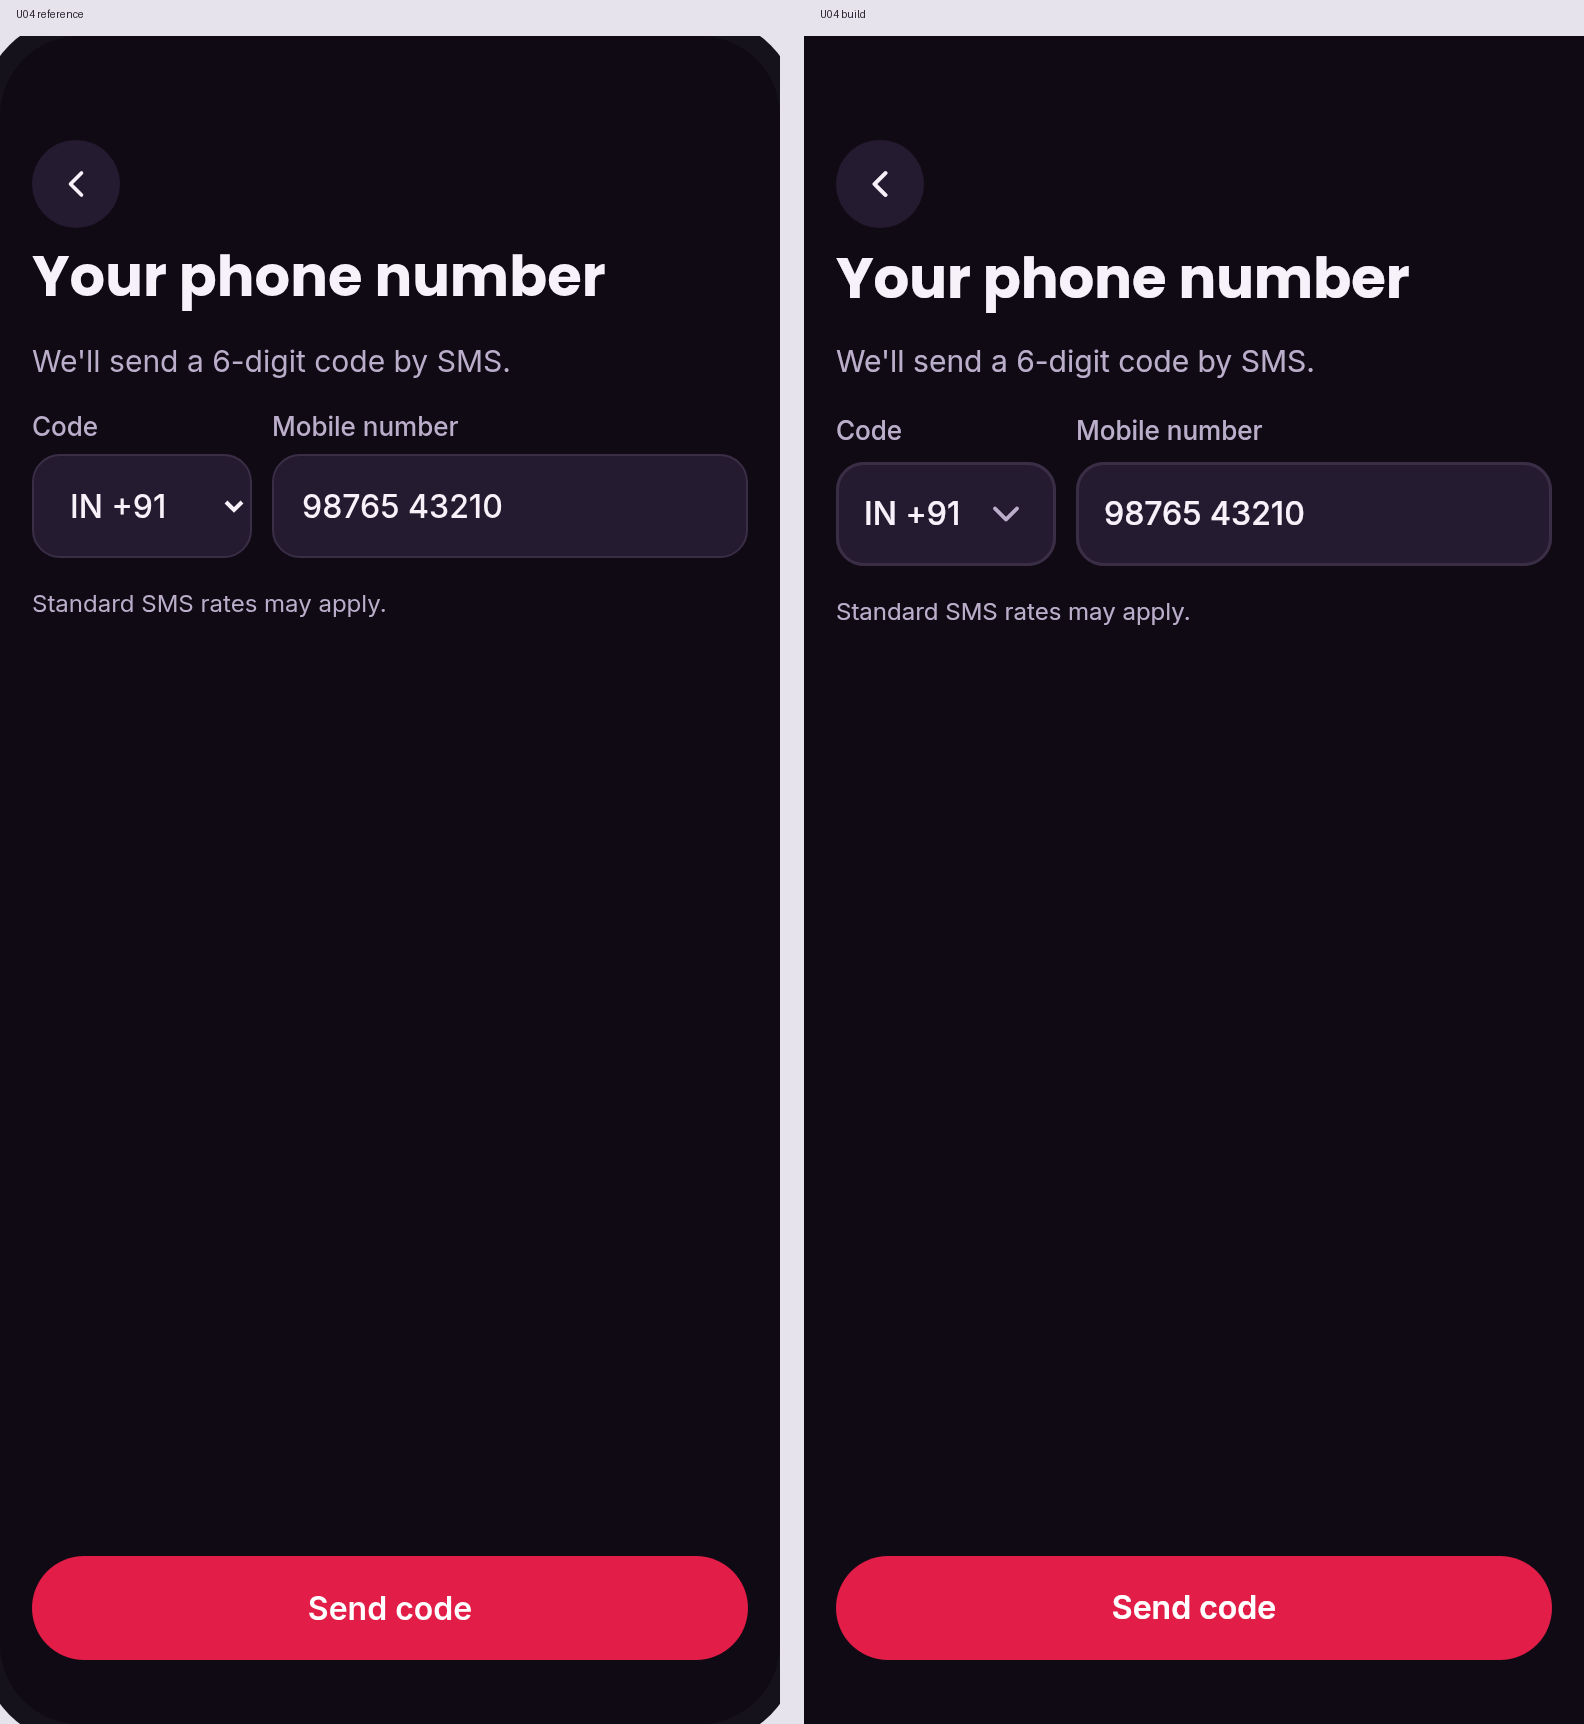 U04 reference
Your phone number
We'll send a 6-digit code by SMS.
Code
Mobile number
IN +91
98765 43210
Standard SMS rates may apply.
Send code
U04 build
Your phone number
We'll send a 6-digit code by SMS.
Code
Mobile number
IN +91
98765 43210
Standard SMS rates may apply.
Send code